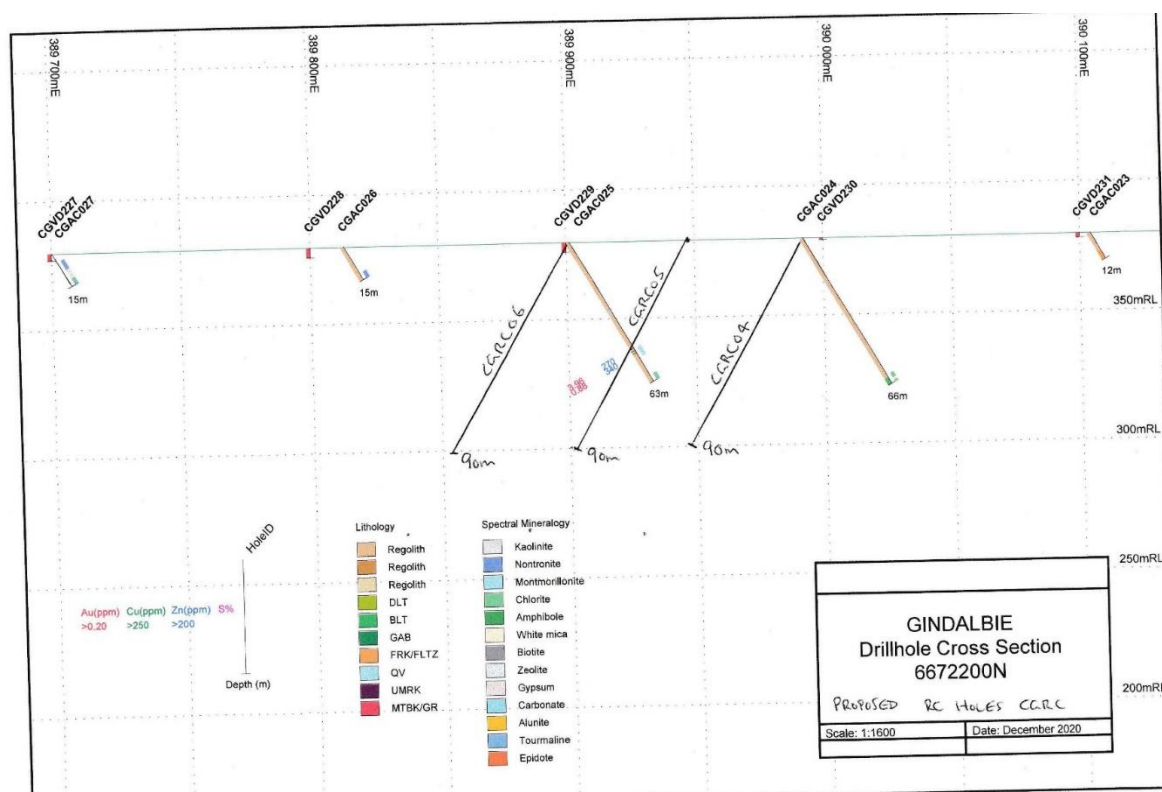 389 700mE
389 800mE
389 900mE
390 000mE
390 100mE
CGVD227
CGAC027
CGVD228
CGAC026
CGVD229
CGAC025
CGAC024
CGVD230
CGVD231
CGAC023
15m
15m
63m
66m
12m
CGRC06
CGRC05
CGRC04
90m
90m
90m
270
340
0.88
350mRL
300mRL
250mRL
200mRL
HoleID
Au(ppm) Cu(ppm) Zn(ppm) S%
>0.20 >250 >200
Depth (m)
Lithology
Regolith
Regolith
Regolith
DLT
BLT
GAB
FRK/FLTZ
QV
UMRK
MTBK/GR
Spectral Mineralogy
Kaolinite
Nontronite
Montmorillonite
Chlorite
Amphibole
White mica
Biotite
Zeolite
Gypsum
Carbonate
Alunite
Tourmaline
Epidote
GINDALBIE
Drillhole Cross Section
6672200N
PROPOSED RC HOLES CGRC
Scale: 1:1600
Date: December 2020